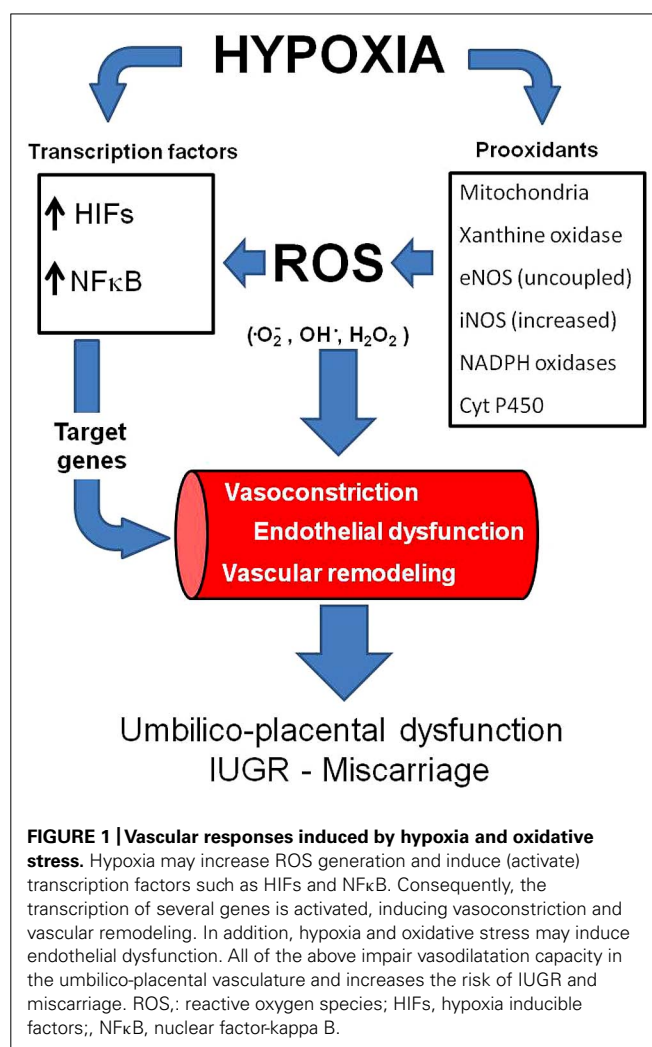 HYPOXIA
Transcription factors
↑ HIFs
↑ NFκB
ROS
(·O₂⁻ , OH·, H₂O₂ )
Prooxidants
Mitochondria
Xanthine oxidase
eNOS (uncoupled)
iNOS (increased)
NADPH oxidases
Cyt P450
Target
genes
Vasoconstriction
Endothelial dysfunction
Vascular remodeling
Umbilico-placental dysfunction
IUGR - Miscarriage
FIGURE 1 | Vascular responses induced by hypoxia and oxidative
stress. Hypoxia may increase ROS generation and induce (activate)
transcription factors such as HIFs and NFκB. Consequently, the
transcription of several genes is activated, inducing vasoconstriction and
vascular remodeling. In addition, hypoxia and oxidative stress may induce
endothelial dysfunction. All of the above impair vasodilatation capacity in
the umbilico-placental vasculature and increases the risk of IUGR and
miscarriage. ROS,: reactive oxygen species; HIFs, hypoxia inducible
factors;, NFκB, nuclear factor-kappa B.